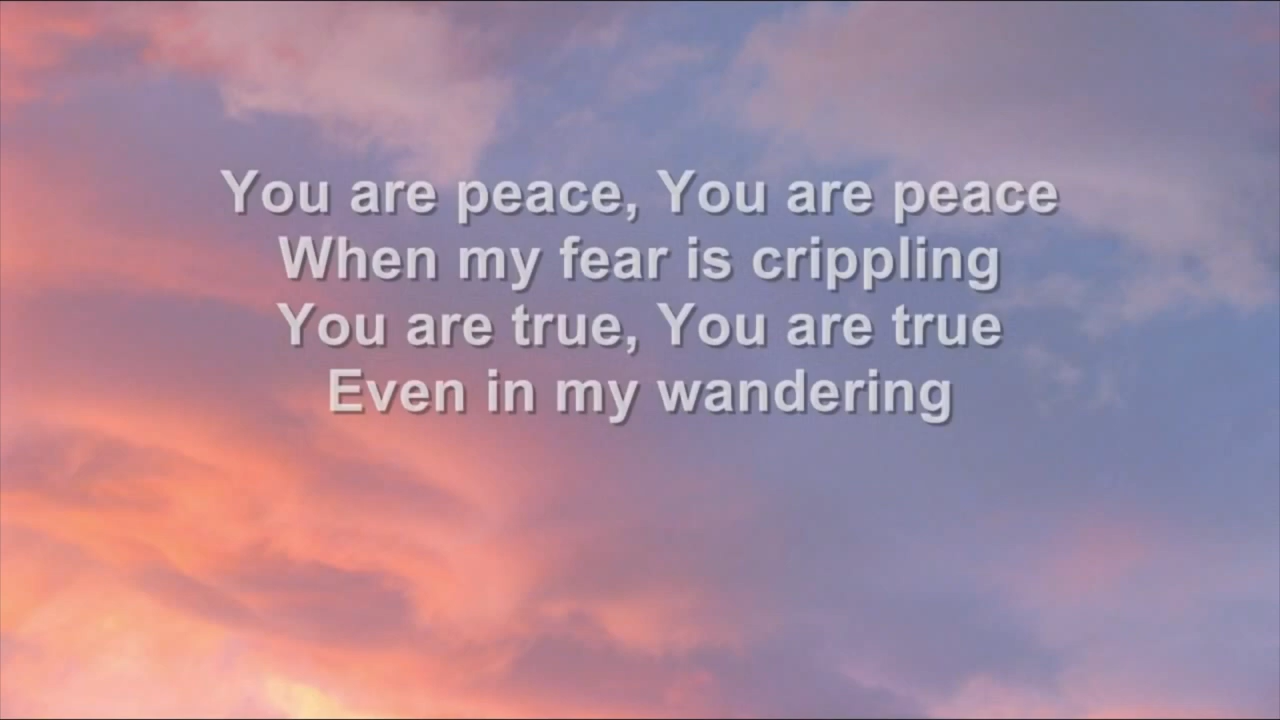 You are peace, You are peace
When my fear is crippling
You are true, You are true
Even in my wandering